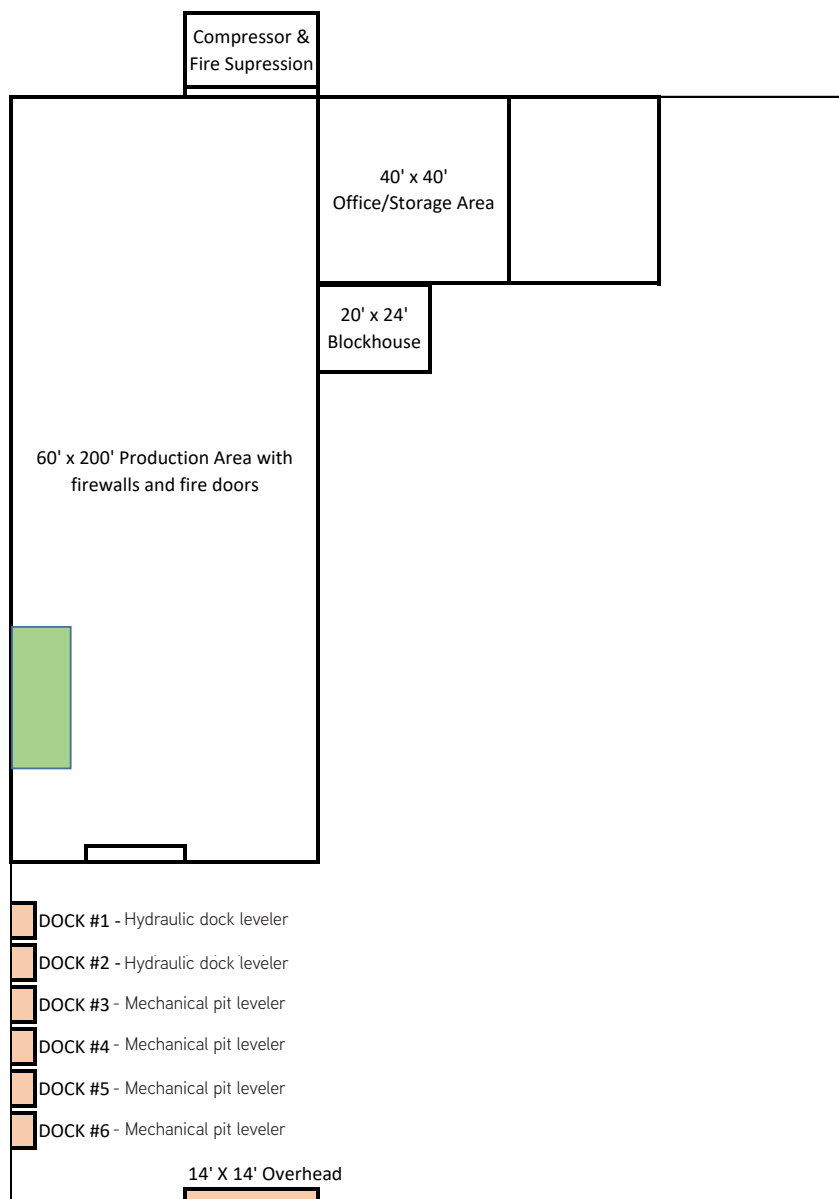 Compressor &
Fire Supression
40' x 40'
Office/Storage Area
20' x 24'
Blockhouse
60' x 200' Production Area with
firewalls and fire doors
DOCK #1 - Hydraulic dock leveler
DOCK #2 - Hydraulic dock leveler
DOCK #3 - Mechanical pit leveler
DOCK #4 - Mechanical pit leveler
DOCK #5 - Mechanical pit leveler
DOCK #6 - Mechanical pit leveler
14' X 14' Overhead